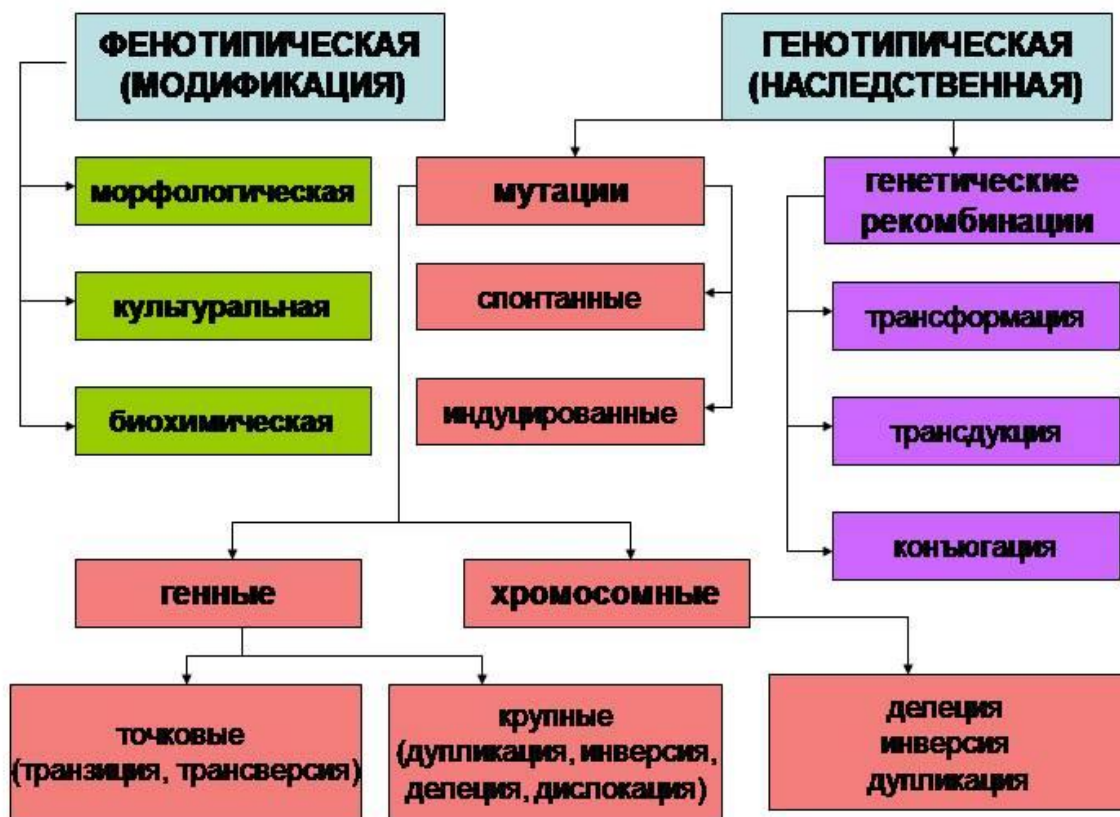 ФЕНОТИПИЧЕСКАЯ
(МОДИФИКАЦИЯ)
ГЕНОТИПИЧЕСКАЯ
(НАСЛЕДСТВЕННАЯ)
морфологическая
мутации
генетические
рекомбинации
культуральная
спонтанные
трансформация
биохимическая
индуцированные
трансдукция
конъюгация
генные
хромосомные
точковые
(транзиция, трансверсия)
крупные
(дупликация, инверсия,
делеция, дислокация)
делеция
инверсия
дупликация